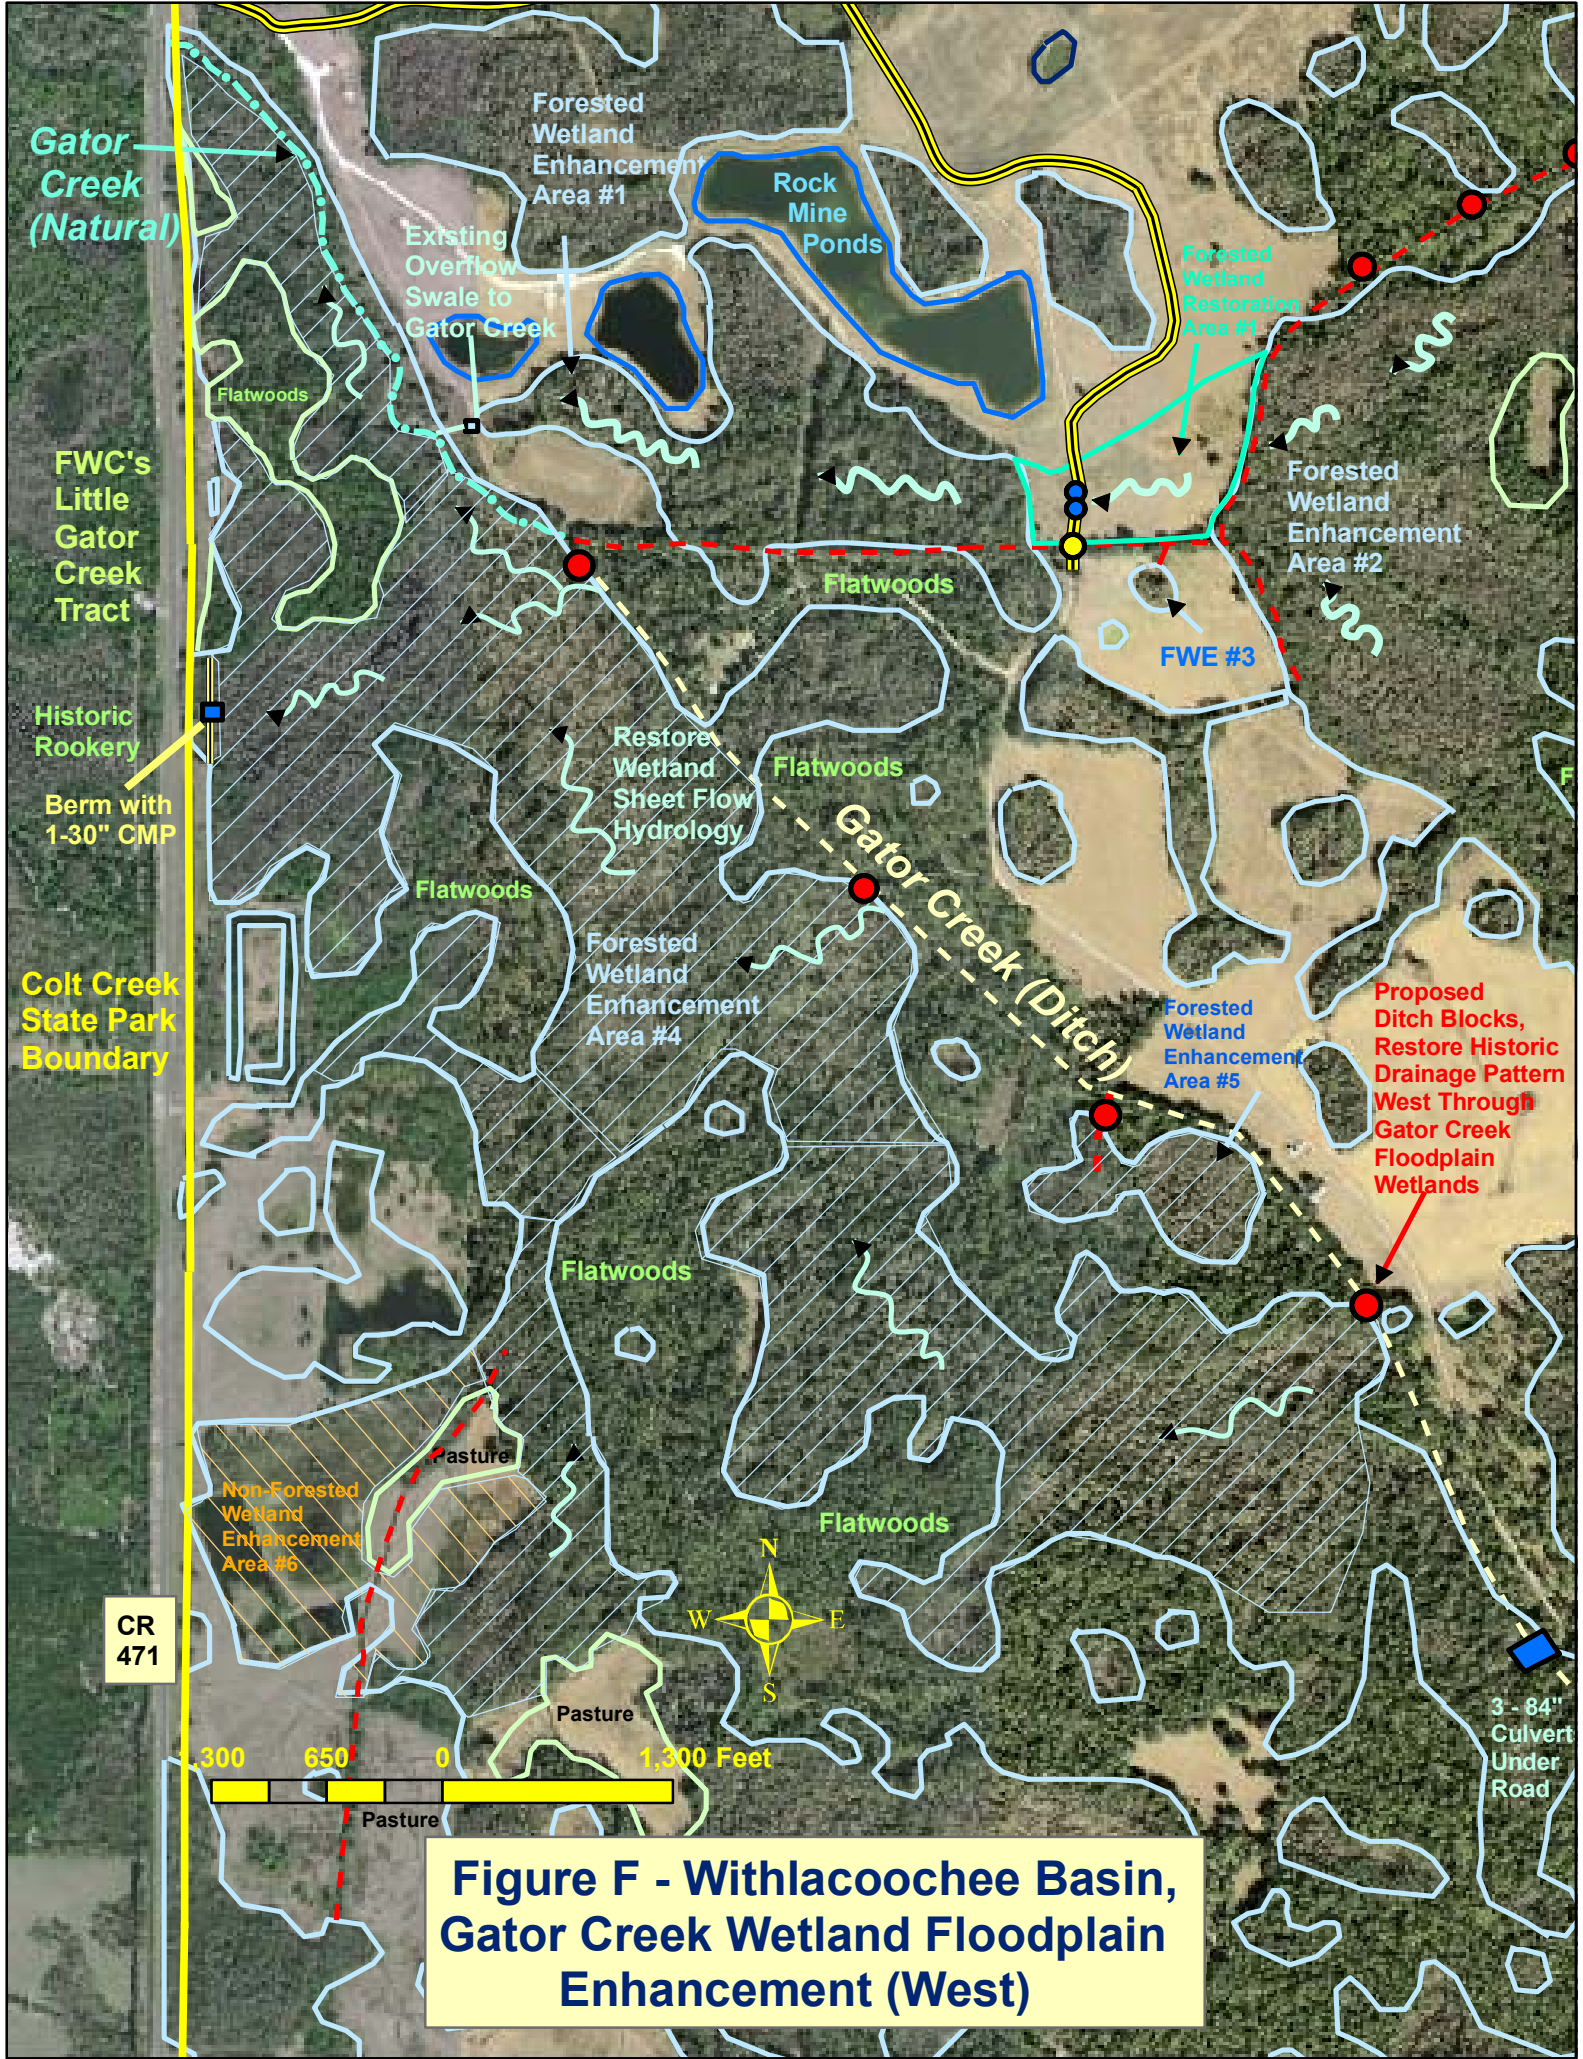 Forested
Wetland
Enhancement
Area #1
Gator
Creek
(Natural)
Rock
Mine
Ponds
Existing
Overflow
Swale to
Gator Creek
Forested
Wetland
Restoration
Area #1
Flatwoods
FWC's
Little
Gator
Creek
Tract
Forested
Wetland
Enhancement
Area #2
Flatwoods
FWE #3
Historic
Rookery
Restore
Wetland
Sheet Flow
Hydrology
Flatwoods
F
Berm with
1-30" CMP
Gator Creek (Ditch)
Flatwoods
Forested
Wetland
Enhancement
Area #4
Colt Creek
State Park
Boundary
Forested
Wetland
Enhancement
Area #5
Proposed
Ditch Blocks,
Restore Historic
Drainage Pattern
West Through
Gator Creek
Floodplain
Wetlands
Flatwoods
Pasture
Non-Forested
Wetland
Enhancement
Area #6
Flatwoods
N
W E
S
CR
471
Pasture
3 - 84"
Culvert
Under
Road
,300 650 0 1,300 Feet
Pasture
Figure F - Withlacoochee Basin,
Gator Creek Wetland Floodplain
Enhancement (West)